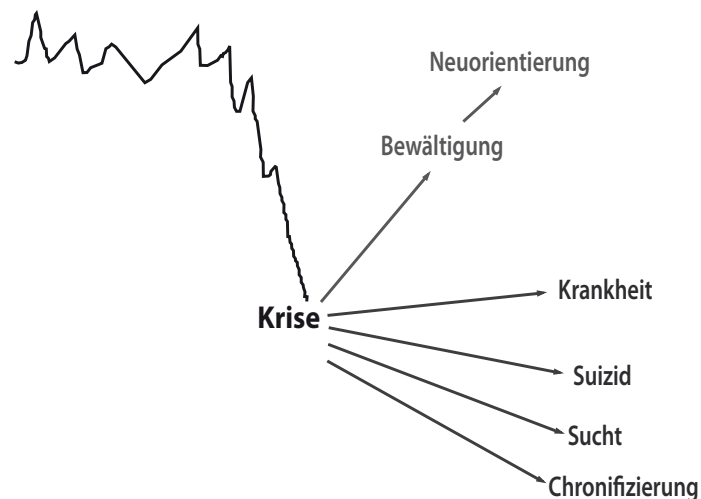 Neuorientierung
Bewältigung
Krankheit
Krise
Suizid
Sucht
Chronifizierung